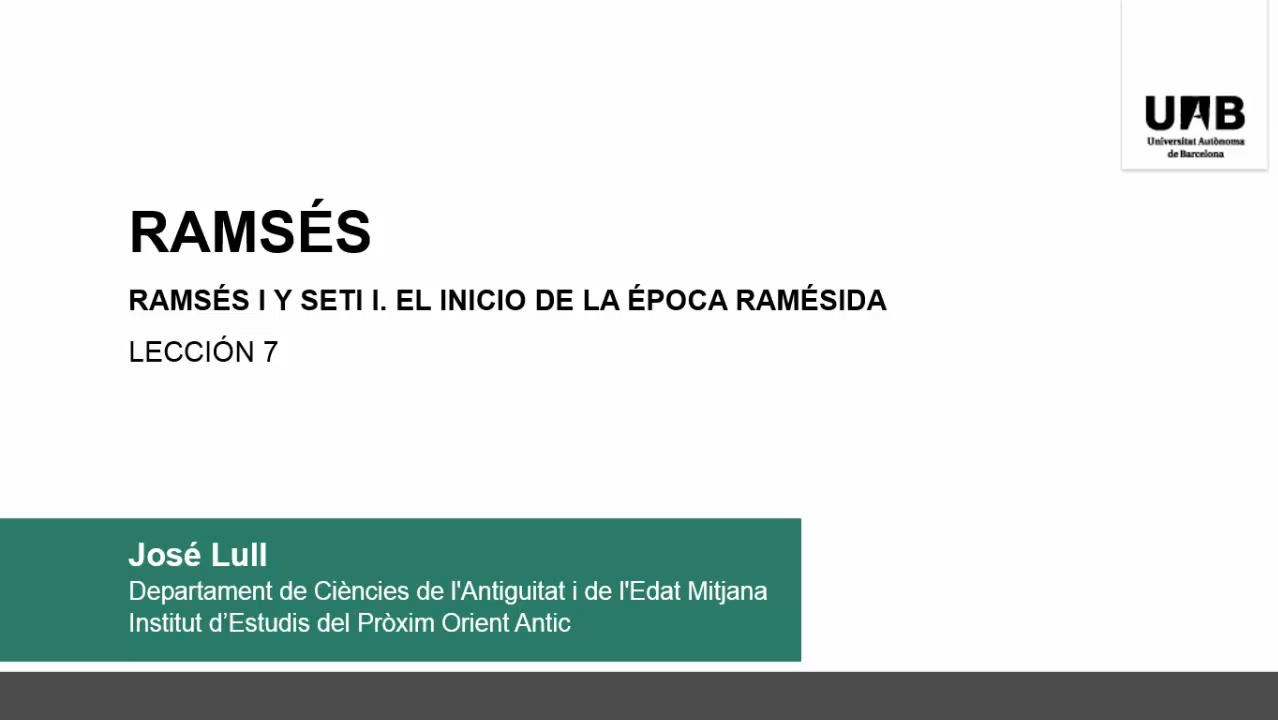 UAB
Universitat Autònoma
de Barcelona
RAMSÉS
RAMSÉS I Y SETI I. EL INICIO DE LA ÉPOCA RAMÉSIDA
LECCIÓN 7
José Lull
Departament de Ciències de l'Antiguitat i de l'Edat Mitjana
Institut d’Estudis del Pròxim Orient Antic